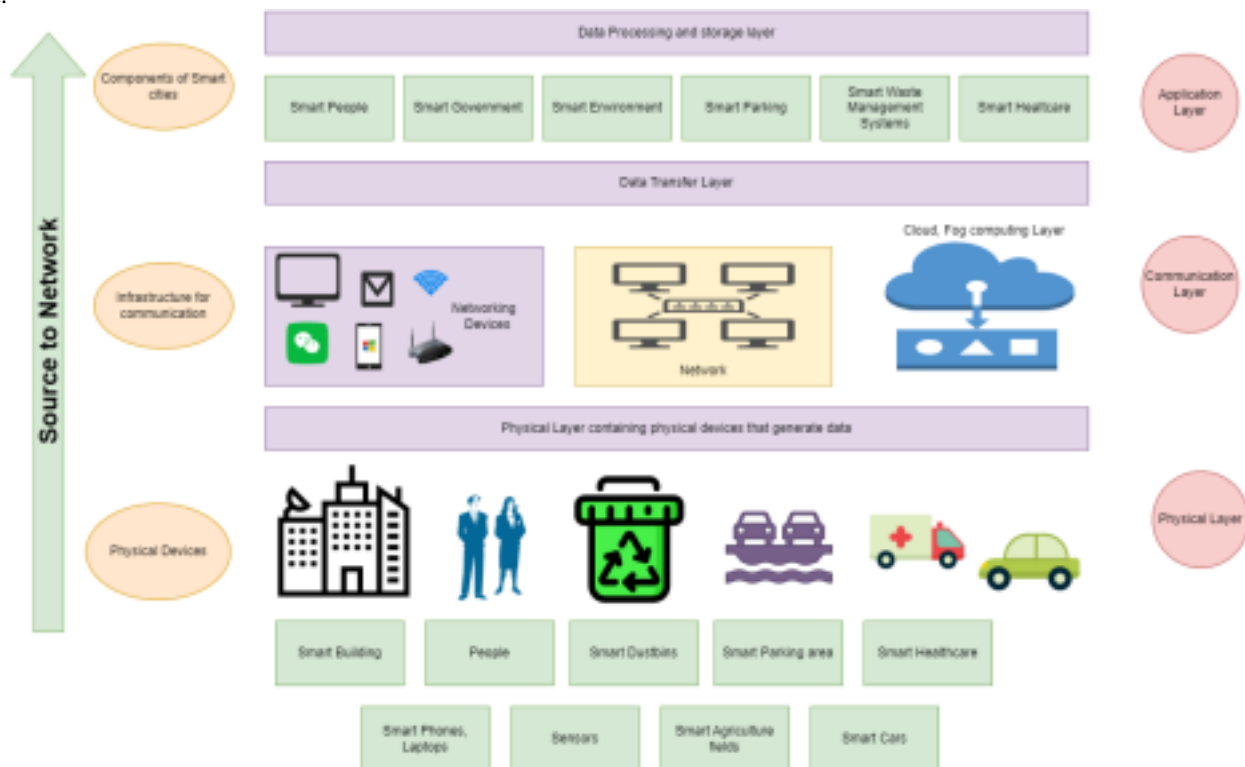 Data Processing and storage layer
Components of Smart
cities
Smart People
Smart Government
Smart Environment
Smart Parking
Smart Waste
Management
Systems
Smart Healtcare
Application
Layer
Data Transfer Layer
Source to Network
Infrastructure for
communication
Networking
Devices
Network
Cloud, Fog computing Layer
Communication
Layer
Physical Layer containing physical devices that generate data
Physical Devices
Physical Layer
Smart Building
People
Smart Dustbins
Smart Parking area
Smart Healthcare
Smart Phones,
Laptops
Sensors
Smart Agriculture
fields
Smart Cars